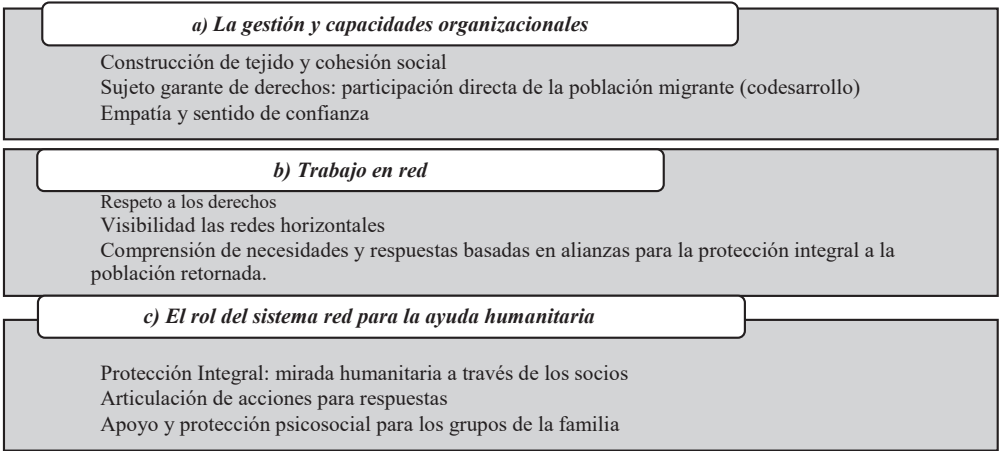 a) La gestión y capacidades organizacionales
Construcción de tejido y cohesión social
Sujeto garante de derechos: participación directa de la población migrante (codesarrollo)
Empatía y sentido de confianza
b) Trabajo en red
Respeto a los derechos
Visibilidad las redes horizontales
Comprensión de necesidades y respuestas basadas en alianzas para la protección integral a la
población retornada.
c) El rol del sistema red para la ayuda humanitaria
Protección Integral: mirada humanitaria a través de los socios
Articulación de acciones para respuestas
Apoyo y protección psicosocial para los grupos de la familia